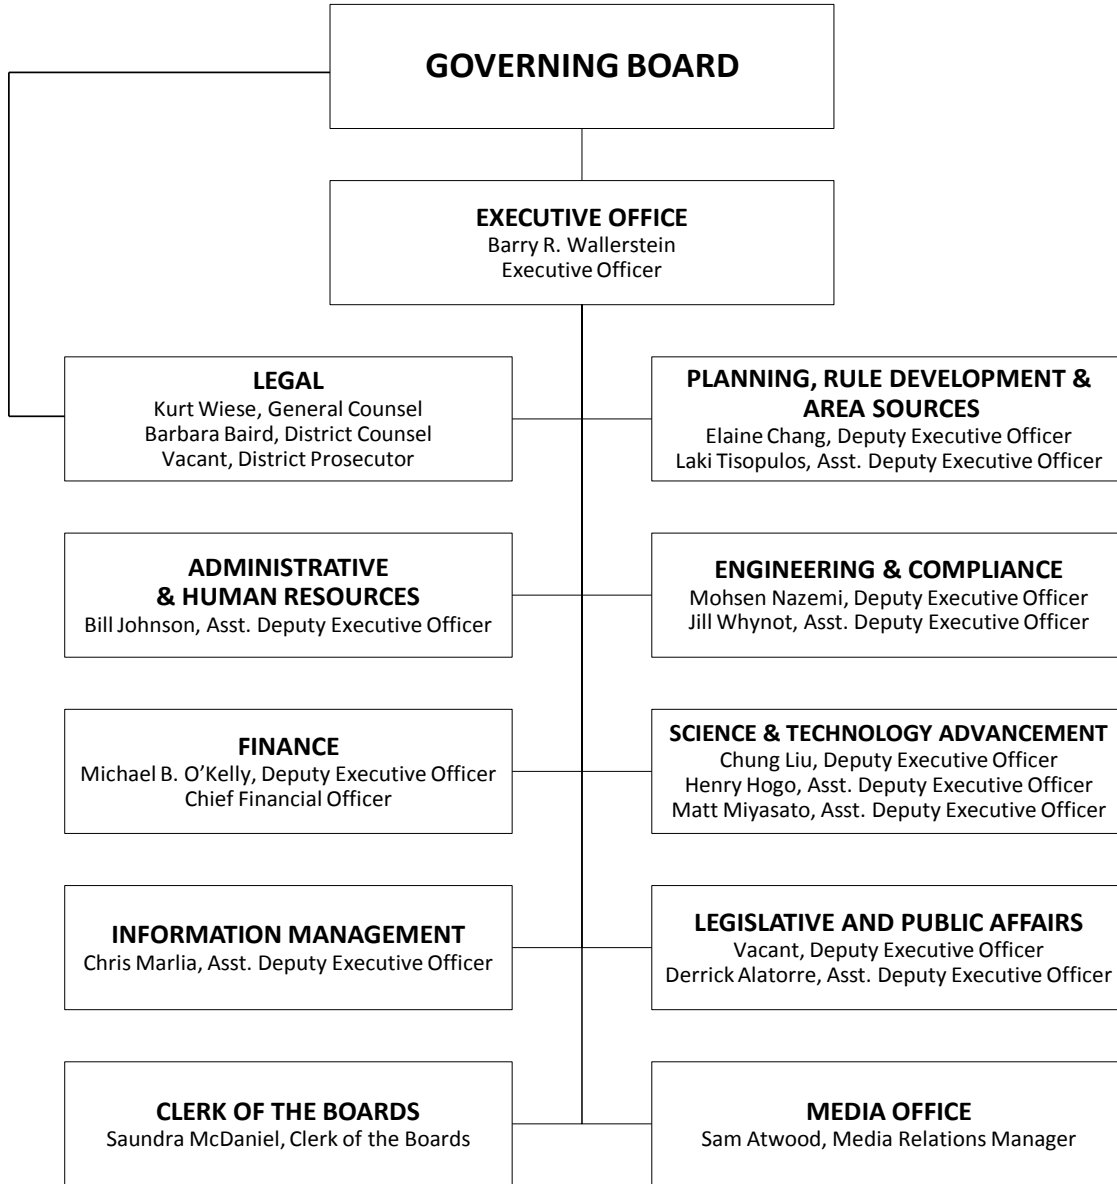 GOVERNING BOARD
EXECUTIVE OFFICE
Barry R. Wallerstein
Executive Officer
LEGAL
Kurt Wiese, General Counsel
Barbara Baird, District Counsel
Vacant, District Prosecutor
PLANNING, RULE DEVELOPMENT &
AREA SOURCES
Elaine Chang, Deputy Executive Officer
Laki Tisopulos, Asst. Deputy Executive Officer
ADMINISTRATIVE
& HUMAN RESOURCES
Bill Johnson, Asst. Deputy Executive Officer
ENGINEERING & COMPLIANCE
Mohsen Nazemi, Deputy Executive Officer
Jill Whynot, Asst. Deputy Executive Officer
FINANCE
Michael B. O’Kelly, Deputy Executive Officer
Chief Financial Officer
SCIENCE & TECHNOLOGY ADVANCEMENT
Chung Liu, Deputy Executive Officer
Henry Hogo, Asst. Deputy Executive Officer
Matt Miyasato, Asst. Deputy Executive Officer
INFORMATION MANAGEMENT
Chris Marlia, Asst. Deputy Executive Officer
LEGISLATIVE AND PUBLIC AFFAIRS
Vacant, Deputy Executive Officer
Derrick Alatorre, Asst. Deputy Executive Officer
CLERK OF THE BOARDS
Saundra McDaniel, Clerk of the Boards
MEDIA OFFICE
Sam Atwood, Media Relations Manager